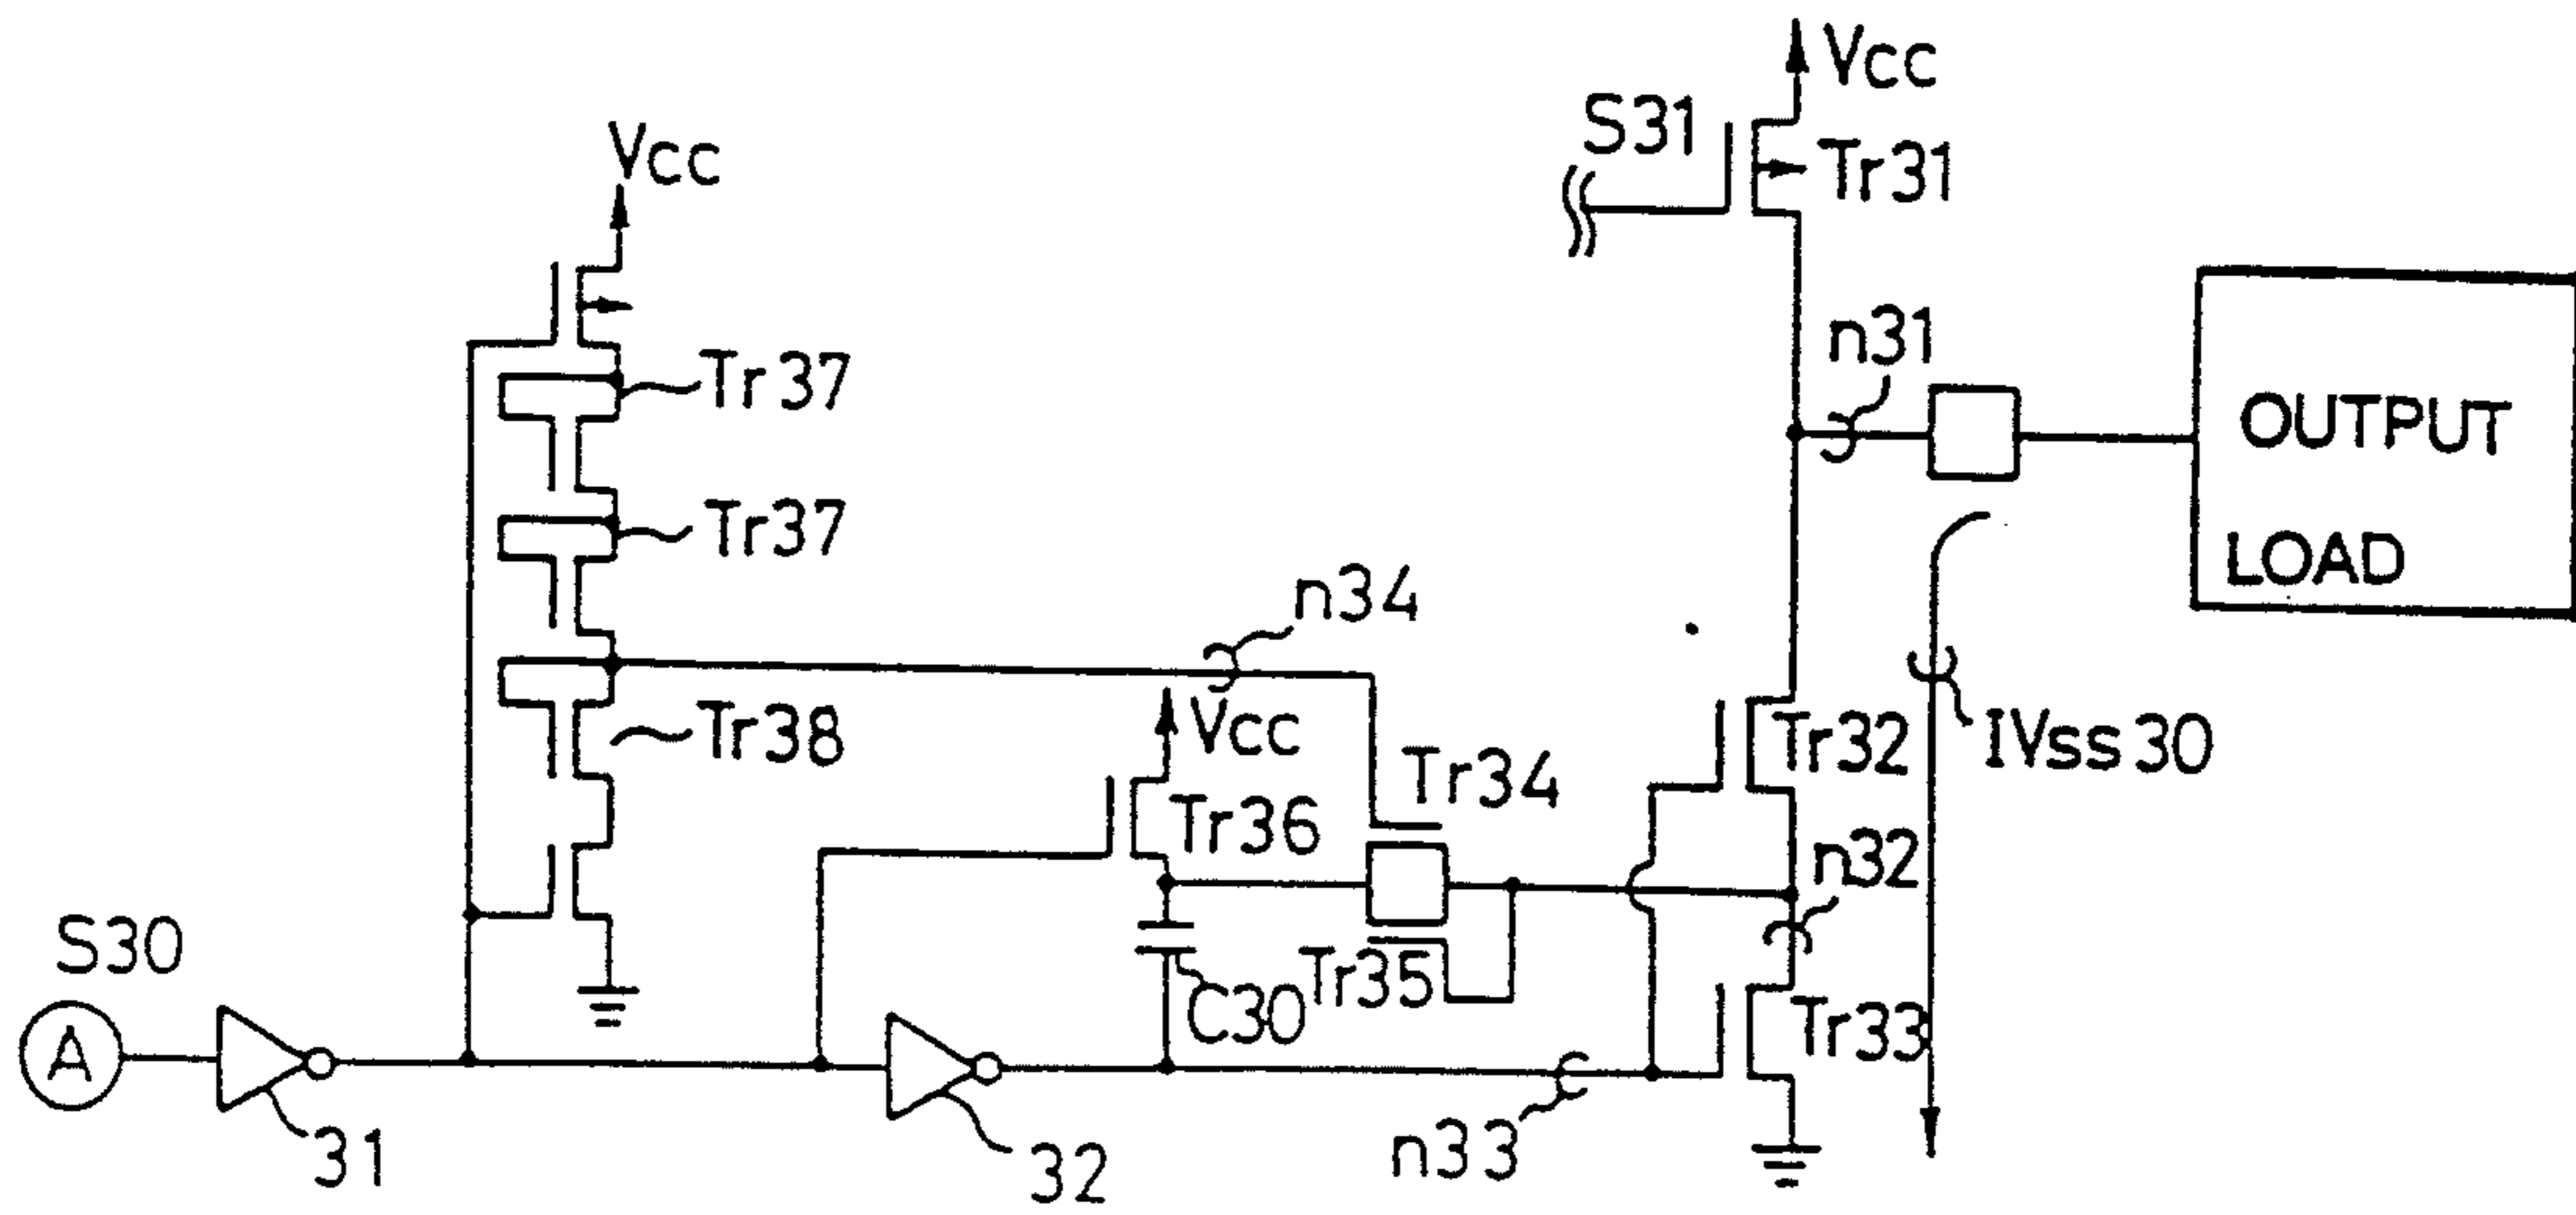 Vcc
S31
Tr31
Vcc
n31
Tr37
OUTPUT
LOAD
Tr37
n34
Tr38
Vcc
Tr34
Tr32
IVss30
Tr36
n32
S30
Tr35
C30
Tr33
A
31
32
n33